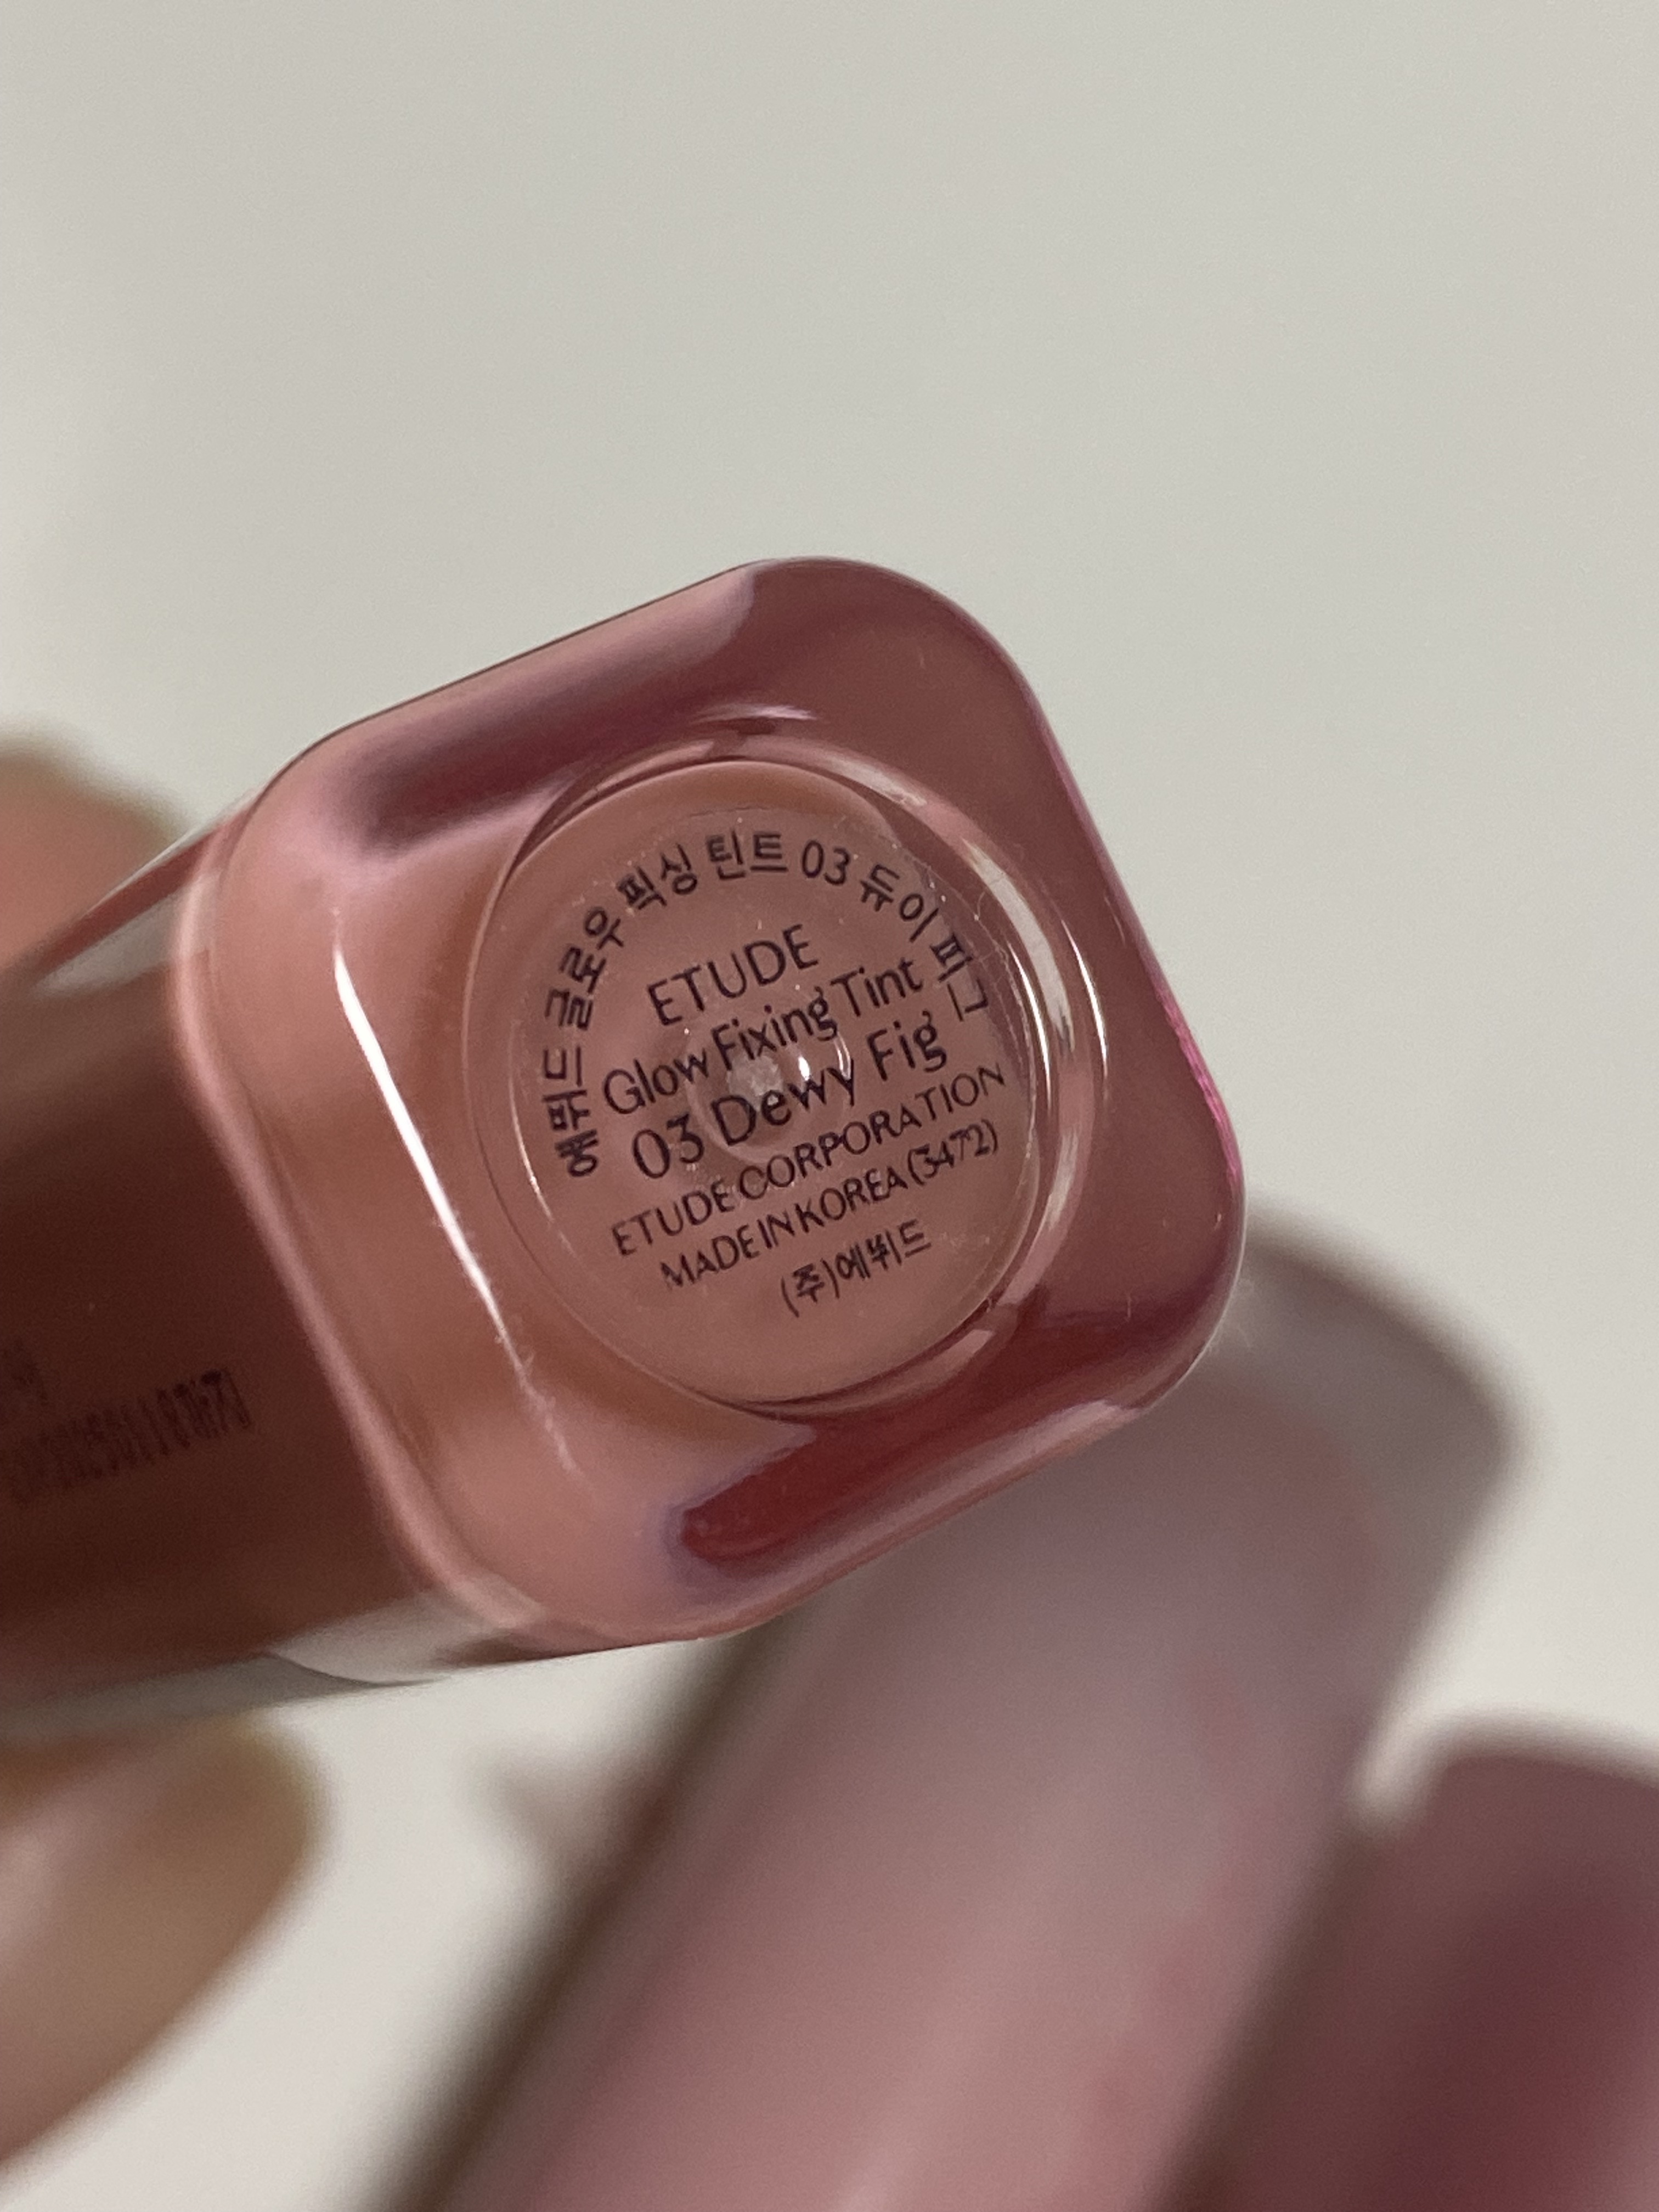 에뛰드 글로우 픽싱 틴트 03 듀이 피그
ETUDE
Glow Fixing Tint
03 Dewy Fig
ETUDE CORPORATION
MADE IN KOREA (3472)
(주)에뛰드